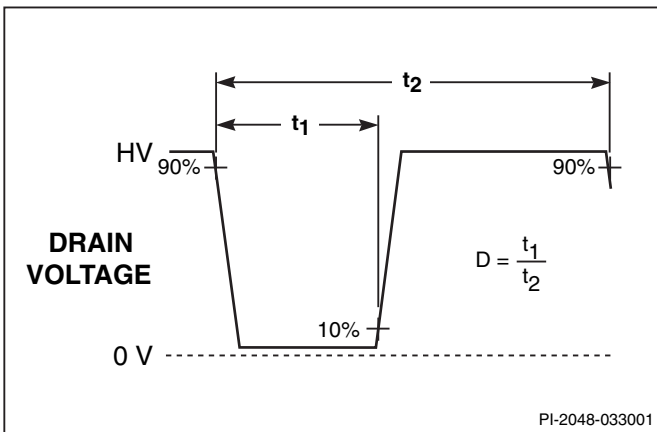 t2
t1
HV
90%
90%
DRAIN
VOLTAGE
D = t1
t2
10%
0 V
PI-2048-033001